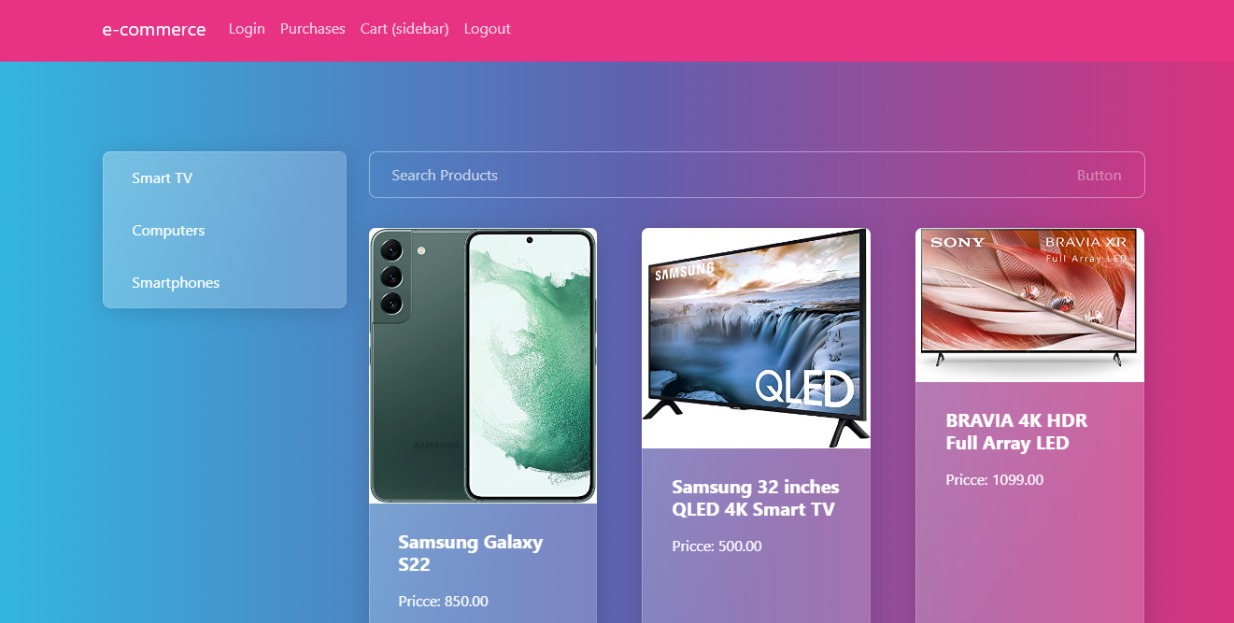 e-commerce Login Purchases Cart (sidebar) Logout
Smart TV
Computers
Smartphones
Search Products Button
SAMSUNG
Samsung Galaxy
S22
Pricce: 850.00
SAMSUNG
QLED
Samsung 32 inches
QLED 4K Smart TV
Pricce: 500.00
SONY BRAVIA XR
Full Array LED
BRAVIA 4K HDR
Full Array LED
Pricce: 1099.00